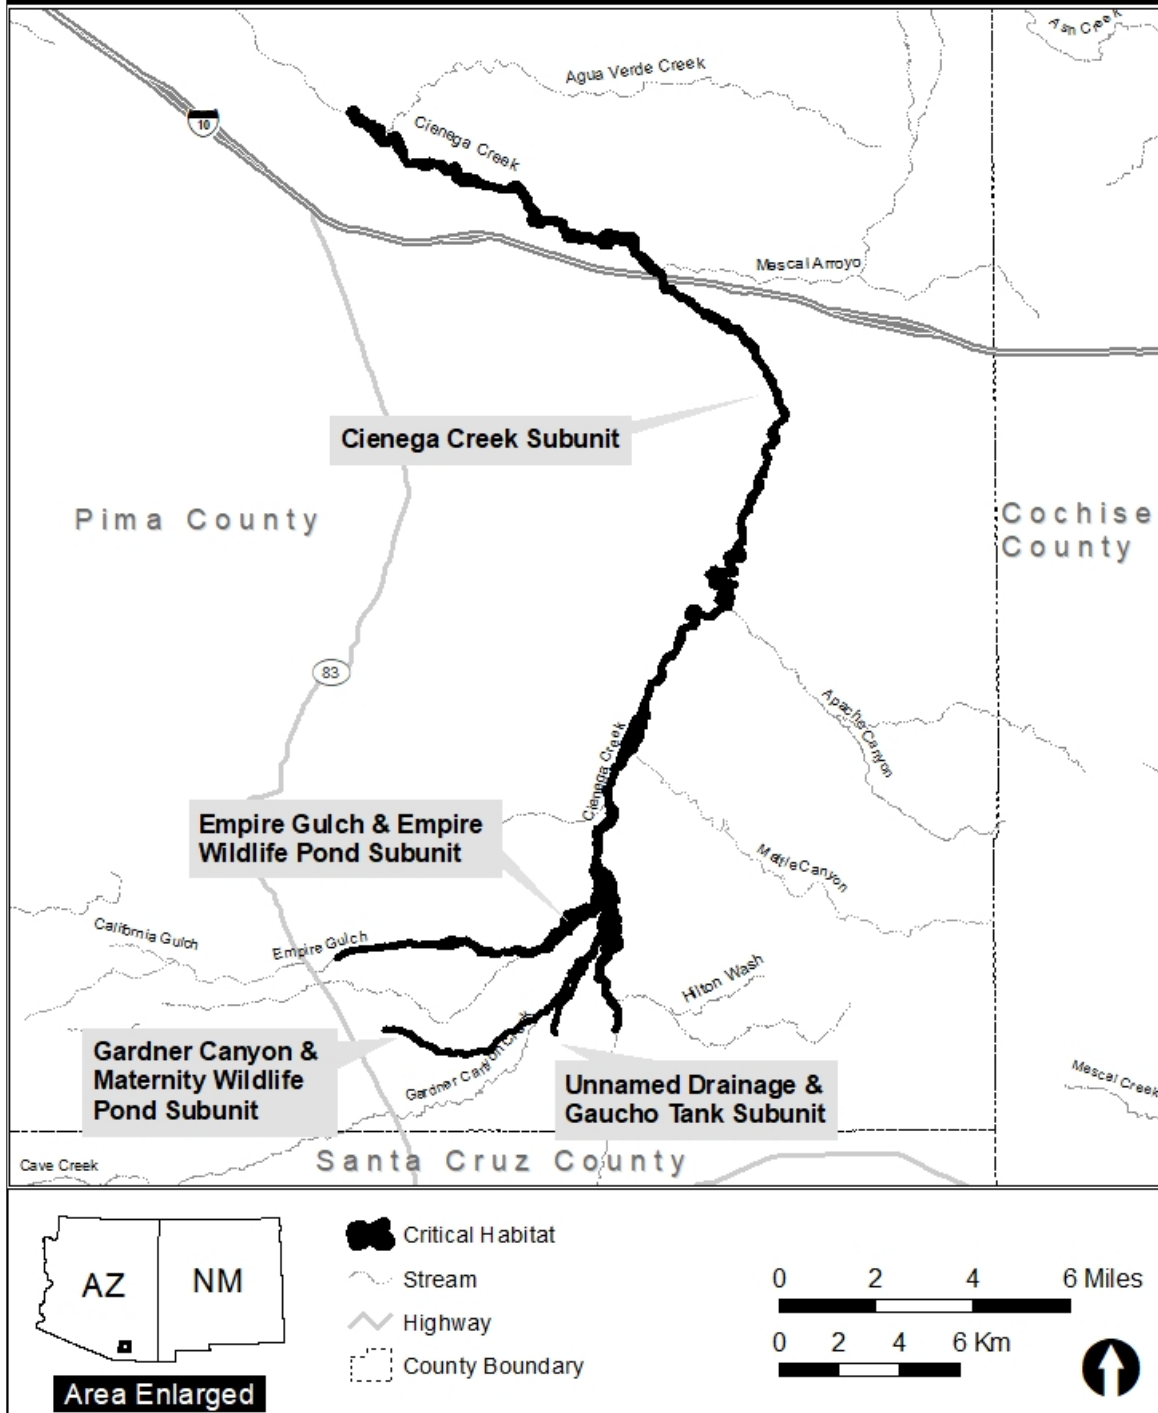 Ash Creek
Agua Verde Creek
10
Cienega Creek
Mescal Arroyo
Cienega Creek Subunit
Pima County
Cochise
County
83
Apache Canyon
Cienega Creek
Empire Gulch & Empire
Wildlife Pond Subunit
Mattie Canyon
California Gulch
Empire Gulch
Hilton Wash
Gardner Canyon &
Maternity Wildlife
Pond Subunit
Gardner Canyon Creek
Unnamed Drainage &
Gaucho Tank Subunit
Mescal Creek
Cave Creek
Santa Cruz County
AZ
NM
Area Enlarged
Critical Habitat
Stream
Highway
County Boundary
0 2 4 6 Miles
0 2 4 6 Km